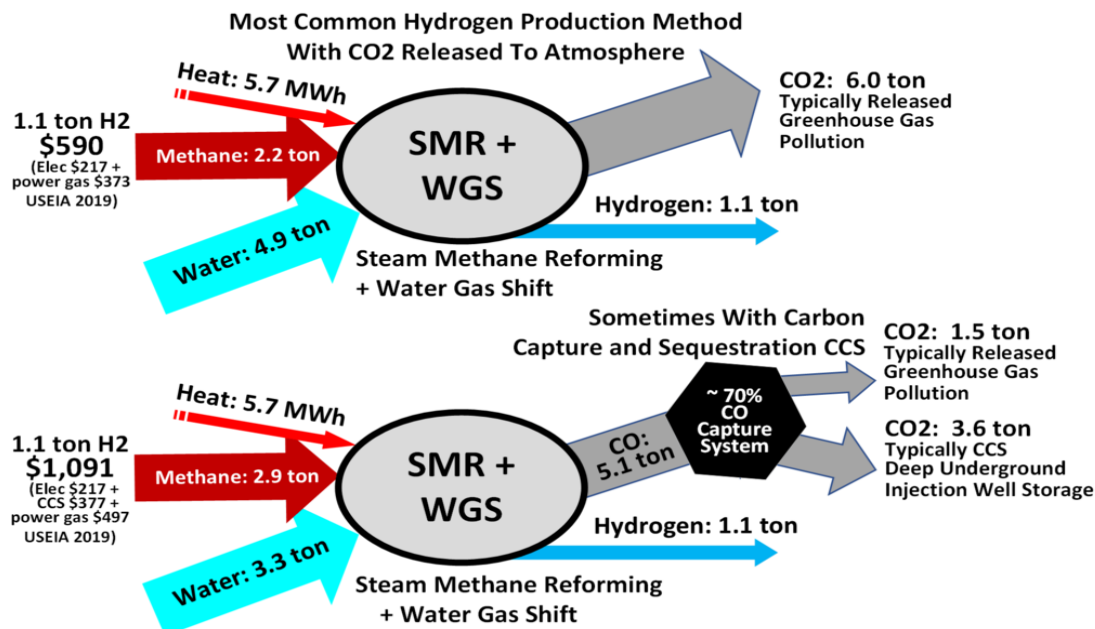 Most Common Hydrogen Production Method
With CO2 Released To Atmosphere
Heat: 5.7 MWh
1.1 ton H2
$590
(Elec $217 +
power gas $373
USEIA 2019)
Methane: 2.2 ton
Water: 4.9 ton
SMR +
WGS
CO2: 6.0 ton
Typically Released
Greenhouse Gas
Pollution
Hydrogen: 1.1 ton
Steam Methane Reforming
+ Water Gas Shift
Sometimes With Carbon
Capture and Sequestration CCS
Heat: 5.7 MWh
1.1 ton H2
$1,091
(Elec $217 +
CCS $377 +
power gas $497
USEIA 2019)
Methane: 2.9 ton
Water: 3.3 ton
SMR +
WGS
CO:
5.1 ton
~ 70%
CO
Capture
System
CO2: 1.5 ton
Typically Released
Greenhouse Gas
Pollution
CO2: 3.6 ton
Typically CCS
Deep Underground
Injection Well Storage
Hydrogen: 1.1 ton
Steam Methane Reforming
+ Water Gas Shift